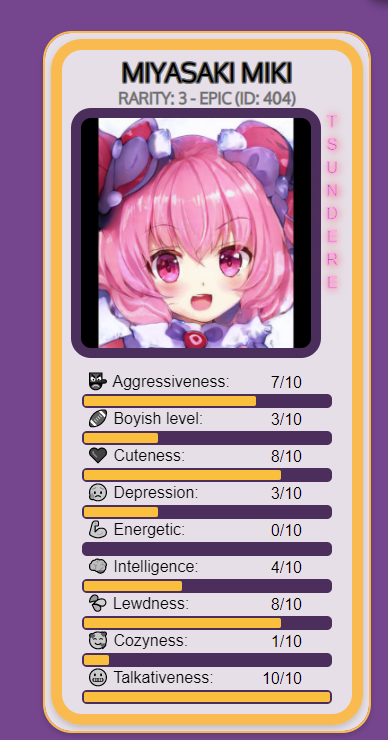 MIYASAKI MIKI
RARITY: 3 - EPIC (ID: 404)
TSUNDERE
Aggressiveness: 7/10
Boyish level: 3/10
Cuteness: 8/10
Depression: 3/10
Energetic: 0/10
Intelligence: 4/10
Lewdness: 8/10
Cozyness: 1/10
Talkativeness: 10/10